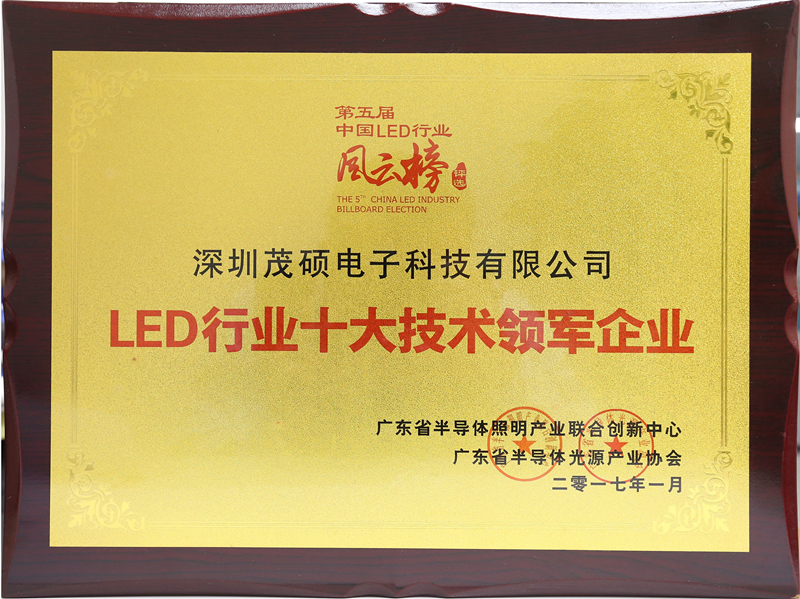 第五届
中国LED行业
风云榜 评选
THE 5TH CHINA LED INDUSTRY
BILLBOARD ELECTION
深圳茂硕电子科技有限公司
LED行业十大技术领军企业
广东省半导体照明产业联合创新中心
广东省半导体光源产业协会
二零一七年一月